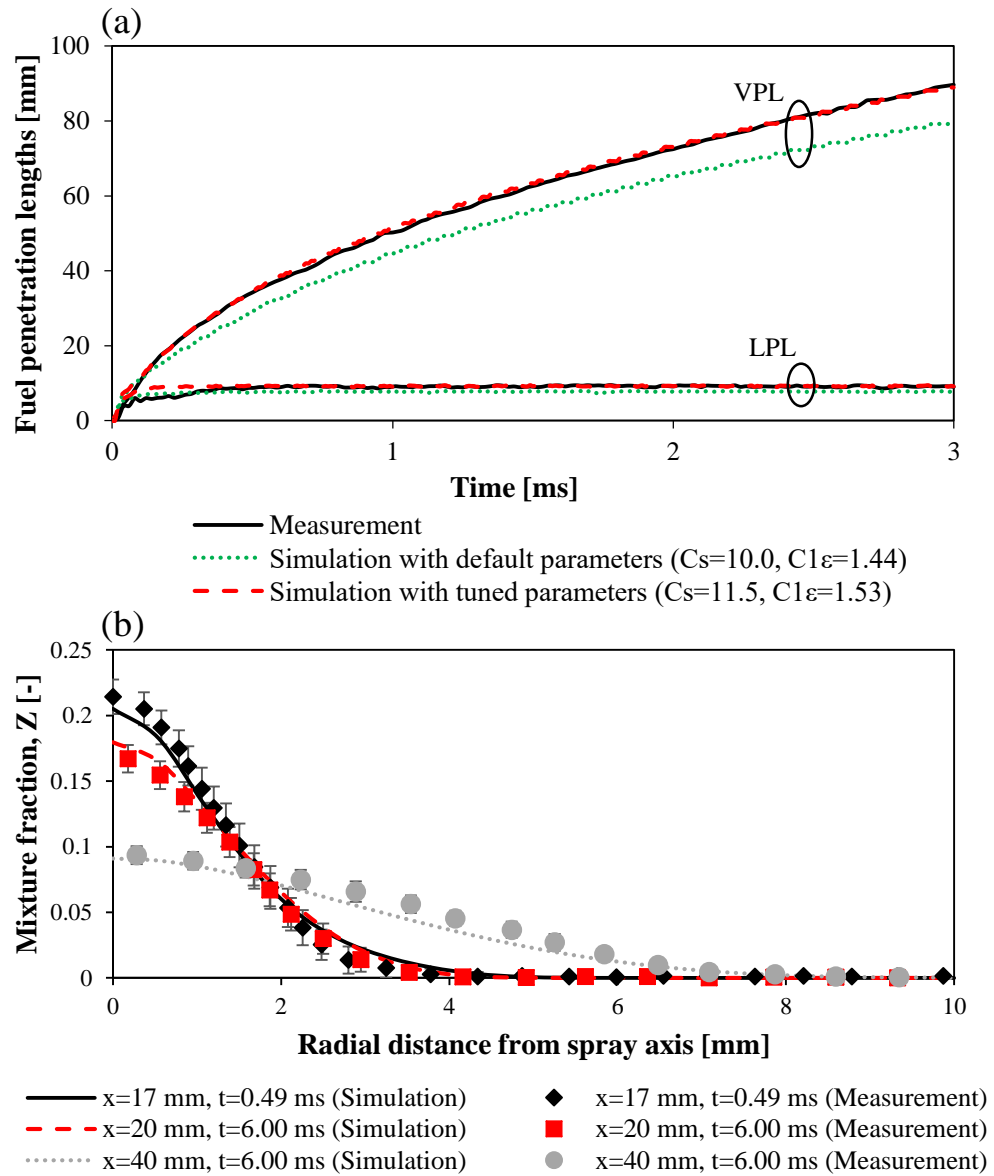 (a)
Fuel penetration lengths [mm]
100
80
60
40
20
0
VPL
LPL
0 1 2 3
Time [ms]
Measurement
Simulation with default parameters (Cs=10.0, C1ε=1.44)
Simulation with tuned parameters (Cs=11.5, C1ε=1.53)
(b)
Mixture fraction, Z [-]
0.25
0.2
0.15
0.1
0.05
0
0 2 4 6 8 10
Radial distance from spray axis [mm]
x=17 mm, t=0.49 ms (Simulation) x=17 mm, t=0.49 ms (Measurement)
x=20 mm, t=6.00 ms (Simulation) x=20 mm, t=6.00 ms (Measurement)
x=40 mm, t=6.00 ms (Simulation) x=40 mm, t=6.00 ms (Measurement)